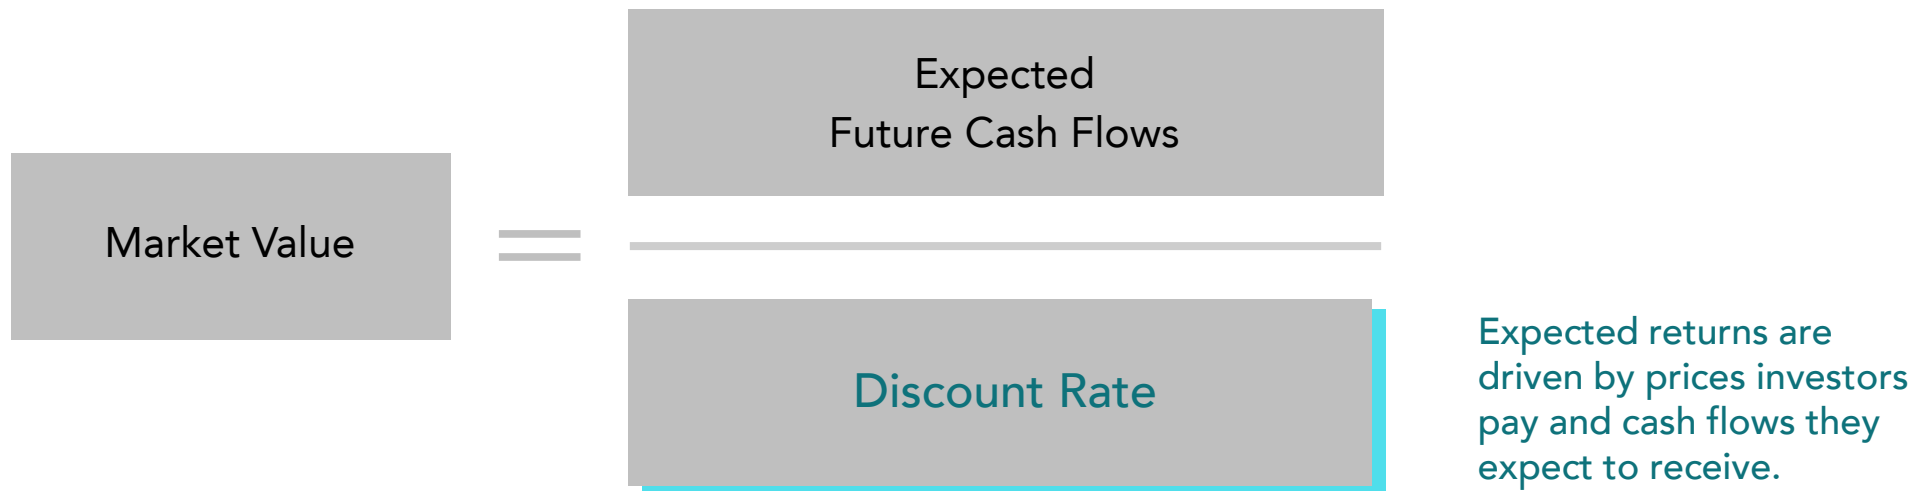 Expected
Future Cash Flows
Market Value
=
Discount Rate
Expected returns are
driven by prices investors
pay and cash flows they
expect to receive.